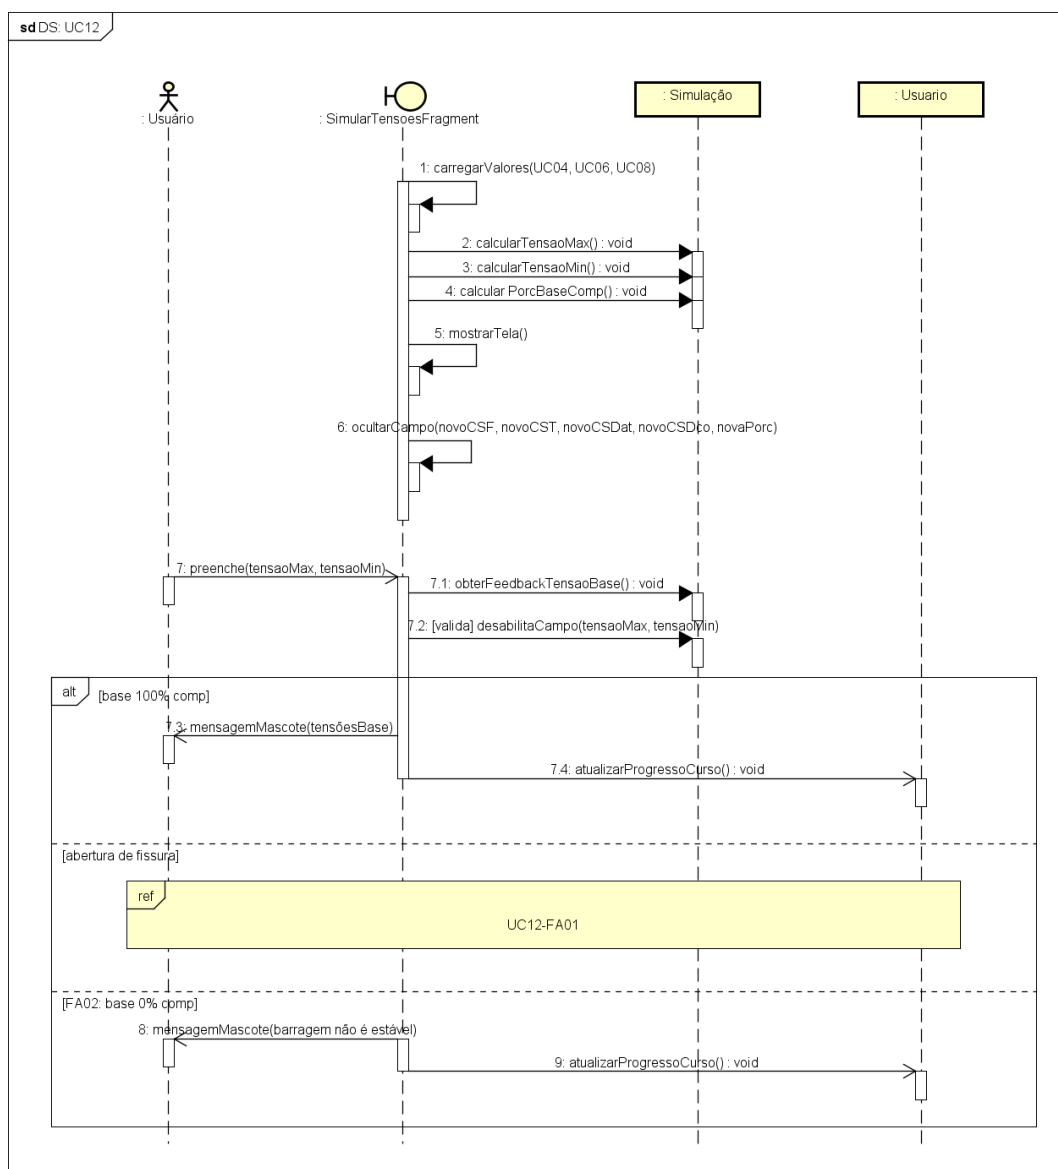 sd DS: UC12
: Usuário
: SimularTensoesFragment
: Simulação
: Usuario
1: carregarValores(UC04, UC06, UC08)
2: calcularTensaoMax() : void
3: calcularTensaoMin() : void
4: calcular PorcBaseComp() : void
5: mostrarTela()
6: ocultarCampo(novoCSF, novoCST, novoCSDat, novoCSDco, novaPorc)
7: preenche(tensaoMax, tensaoMin)
7.1: obterFeedbackTensaoBase() : void
7.2: [valida] desabilitaCampo(tensaoMax, tensaoMin)
alt
[base 100% comp]
7.3: mensagemMascote(tensõesBase)
7.4: atualizarProgressoCurso() : void
[abertura de fissura]
ref
UC12-FA01
[FA02: base 0% comp]
8: mensagemMascote(barragem não é estável)
9: atualizarProgressoCurso() : void